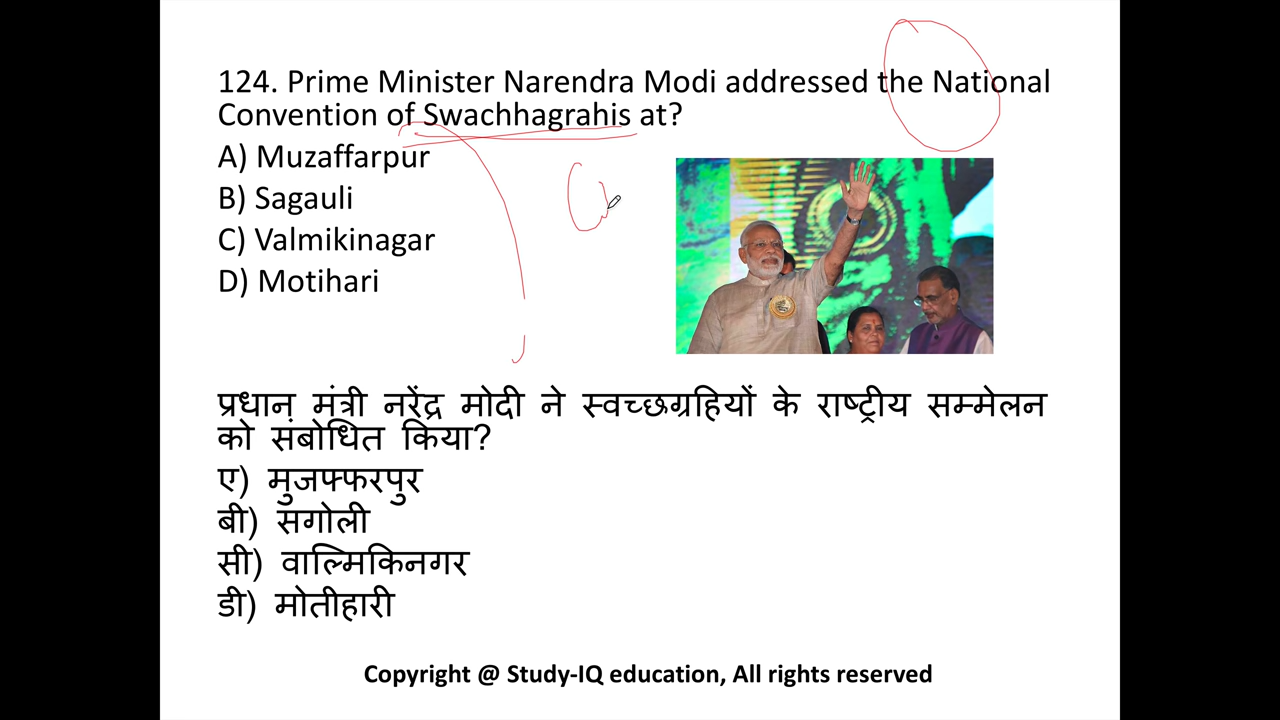 124. Prime Minister Narendra Modi addressed the National
Convention of Swachhagrahis at?
A) Muzaffarpur
B) Sagauli
C) Valmikinagar
D) Motihari
प्रधान मंत्री नरेंद्र मोदी ने स्वच्छग्रहियों के राष्ट्रीय सम्मेलन
को संबोधित किया?
ए) मुजफ्फरपुर
बी) सगोली
सी) वाल्मिकिनगर
डी) मोतीहारी
Copyright @ Study-IQ education, All rights reserved